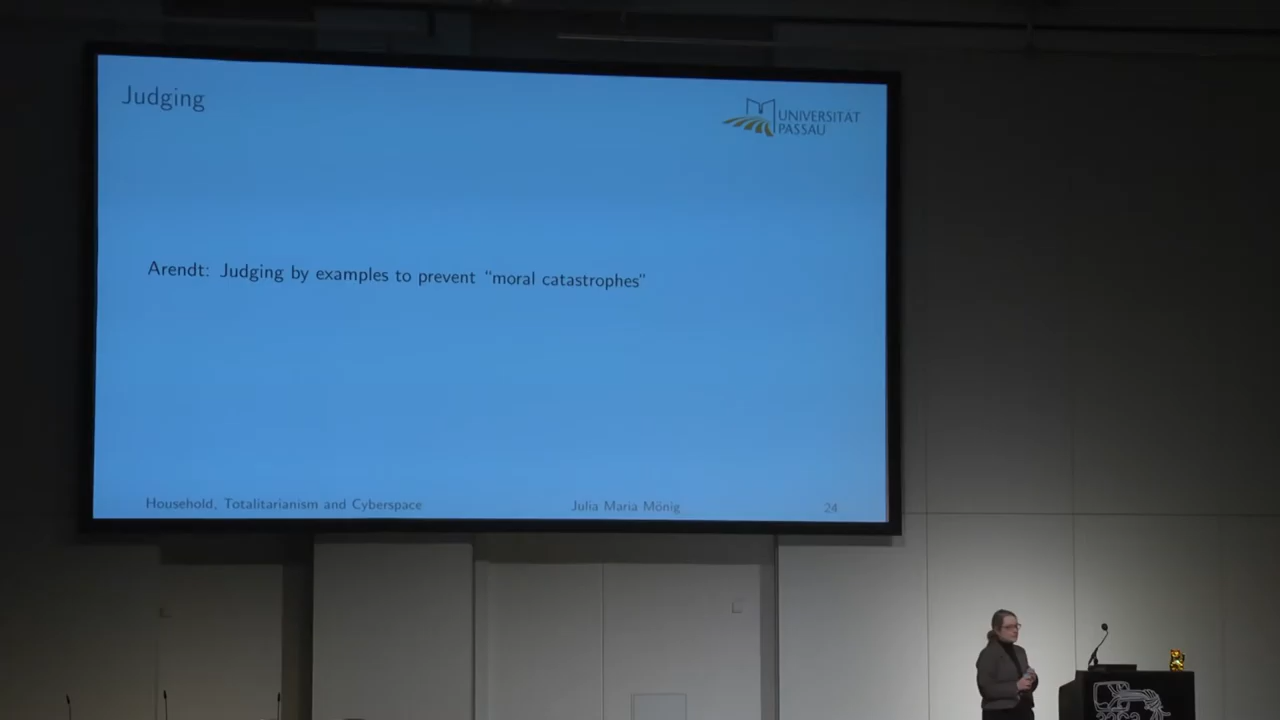 Judging
UNIVERSITÄT
PASSAU
Arendt: Judging by examples to prevent “moral catastrophes“
Household, Totalitarianism and Cyberspace
Julia Maria Mönig
24